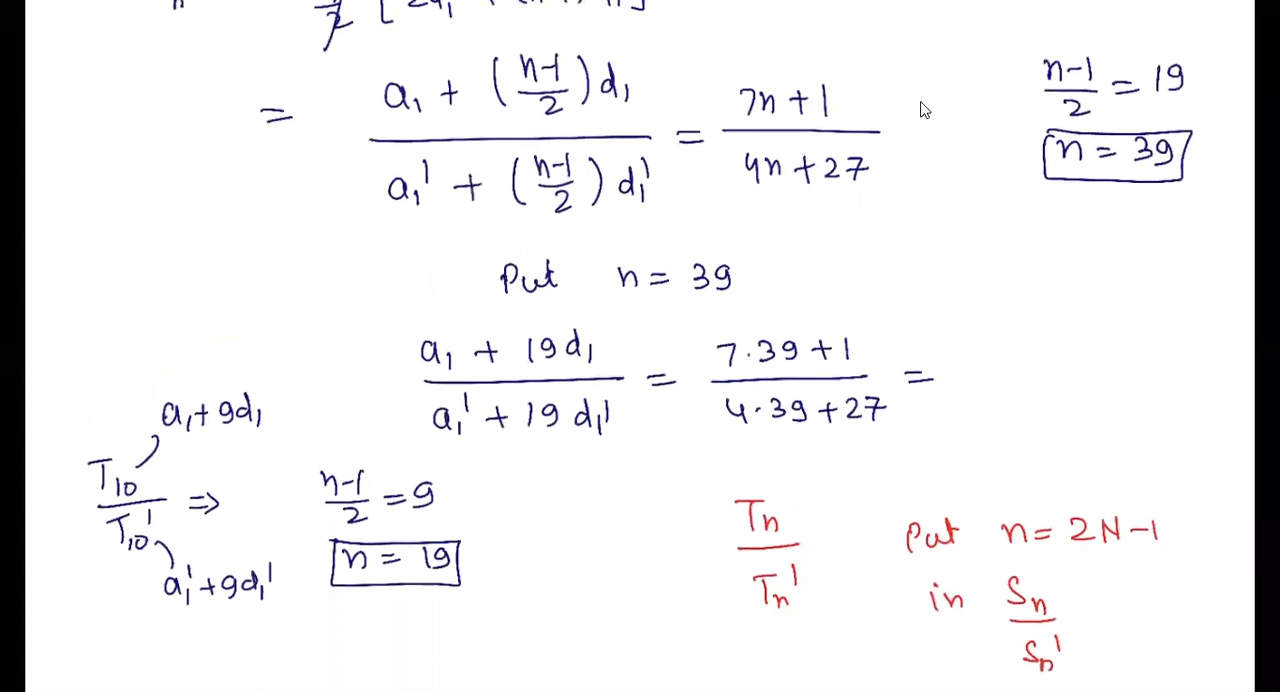 = a₁ + (n-1/2)d₁ / a₁' + (n-1/2)d₁' = 7n+1 / 4n+27
n-1/2 = 19
n = 39
Put n = 39
a₁ + 19d₁ / a₁' + 19d₁' = 7·39+1 / 4·39+27 =
a₁+9d₁
T₁₀/T₁₀' ⇒ n-1/2 = 9
n = 19
a₁'+9d₁'
Tn/Tn' Put n = 2N-1
in Sn/Sn'